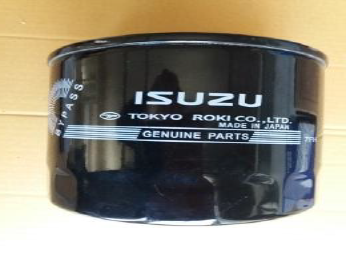 ISUZU
TOKYO ROKI CO.,LTD.
MADE IN JAPAN
GENUINE PARTS
BYPASS